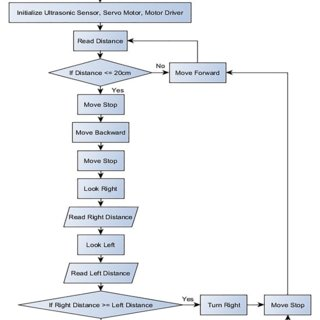 Initialize Ultrasonic Sensor, Servo Motor, Motor Driver
Read Distance
If Distance <= 20cm
No
Move Forward
Yes
Move Stop
Move Backward
Move Stop
Look Right
Read Right Distance
Look Left
Read Left Distance
If Right Distance >= Left Distance
Yes
Turn Right
Move Stop